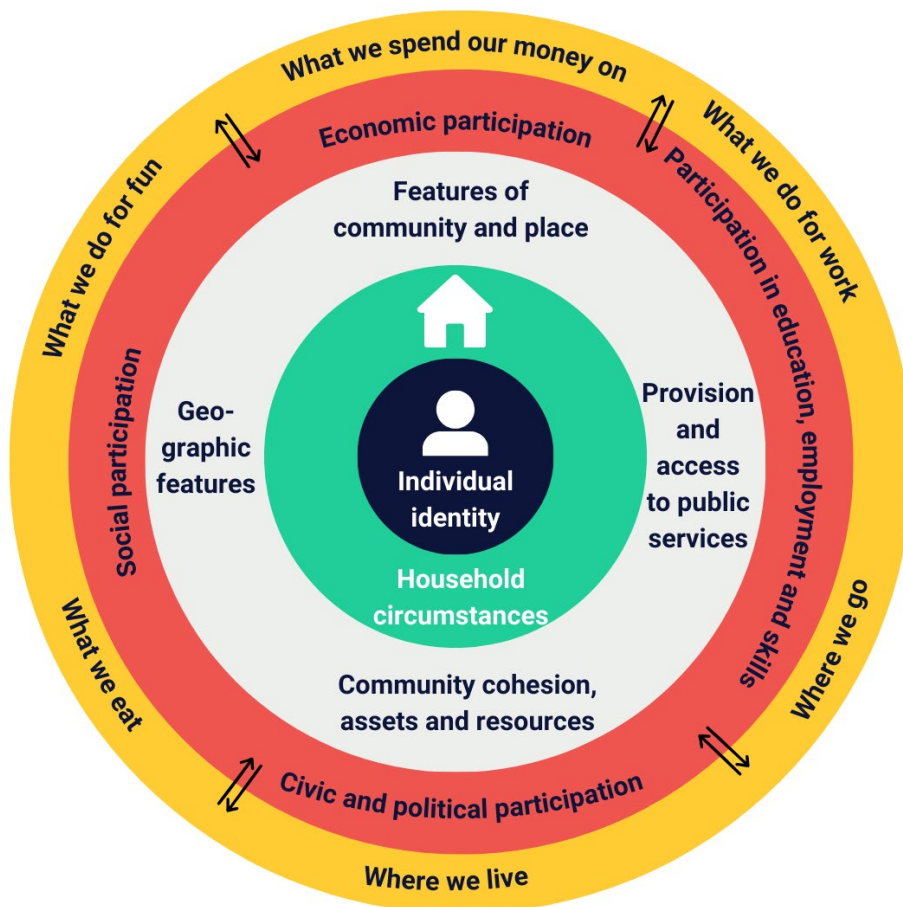 What we spend our money on
What we do for work
Where we go
Where we live
What we eat
What we do for fun
Economic participation
Participation in education, employment and skills
Civic and political participation
Social participation
Features of
community and place
Provision
and
access
to public
services
Community cohesion,
assets and resources
Geo-
graphic
features
Individual
identity
Household
circumstances